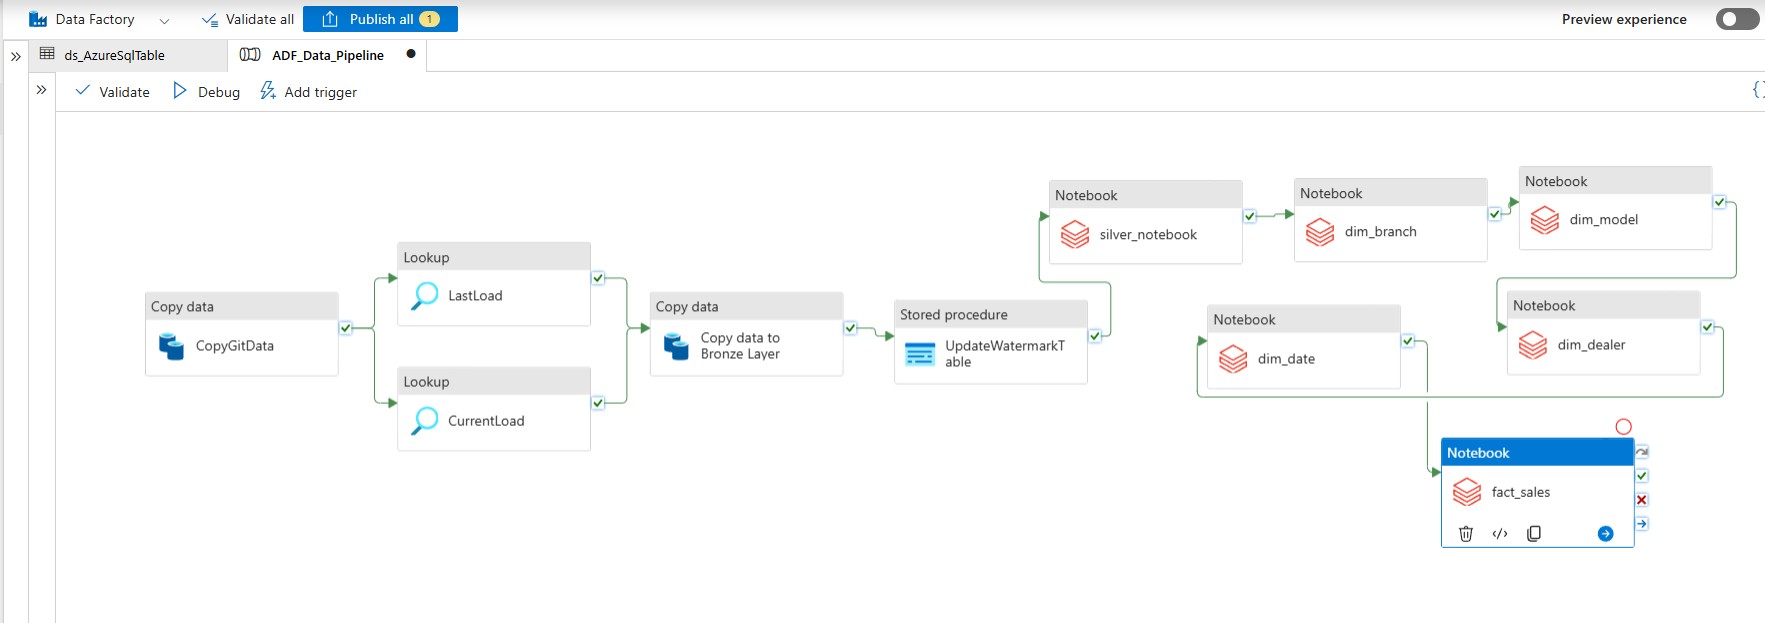 Data Factory
Validate all
Publish all 1
Preview experience
ds_AzureSqlTable
ADF_Data_Pipeline
Validate
Debug
Add trigger
Copy data
CopyGitData
Lookup
LastLoad
Lookup
CurrentLoad
Copy data
Copy data to
Bronze Layer
Stored procedure
UpdateWatermarkT
able
Notebook
silver_notebook
Notebook
dim_branch
Notebook
dim_model
Notebook
dim_dealer
Notebook
dim_date
Notebook
fact_sales